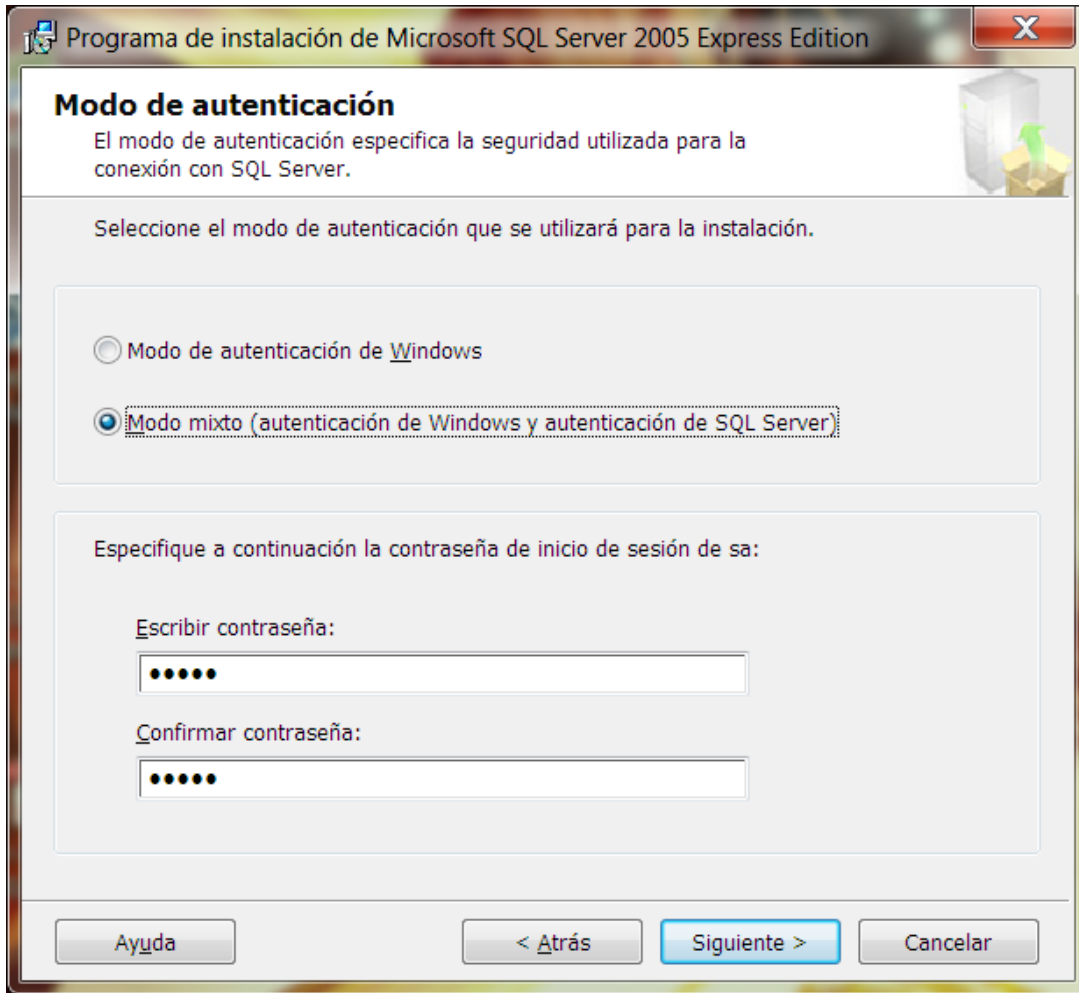 Programa de instalación de Microsoft SQL Server 2005 Express Edition
Modo de autenticación
El modo de autenticación especifica la seguridad utilizada para la
conexión con SQL Server.
Seleccione el modo de autenticación que se utilizará para la instalación.
Modo de autenticación de Windows
Modo mixto (autenticación de Windows y autenticación de SQL Server)
Especifique a continuación la contraseña de inicio de sesión de sa:
Escribir contraseña:
•••••
Confirmar contraseña:
•••••
Ayuda
< Atrás
Siguiente >
Cancelar